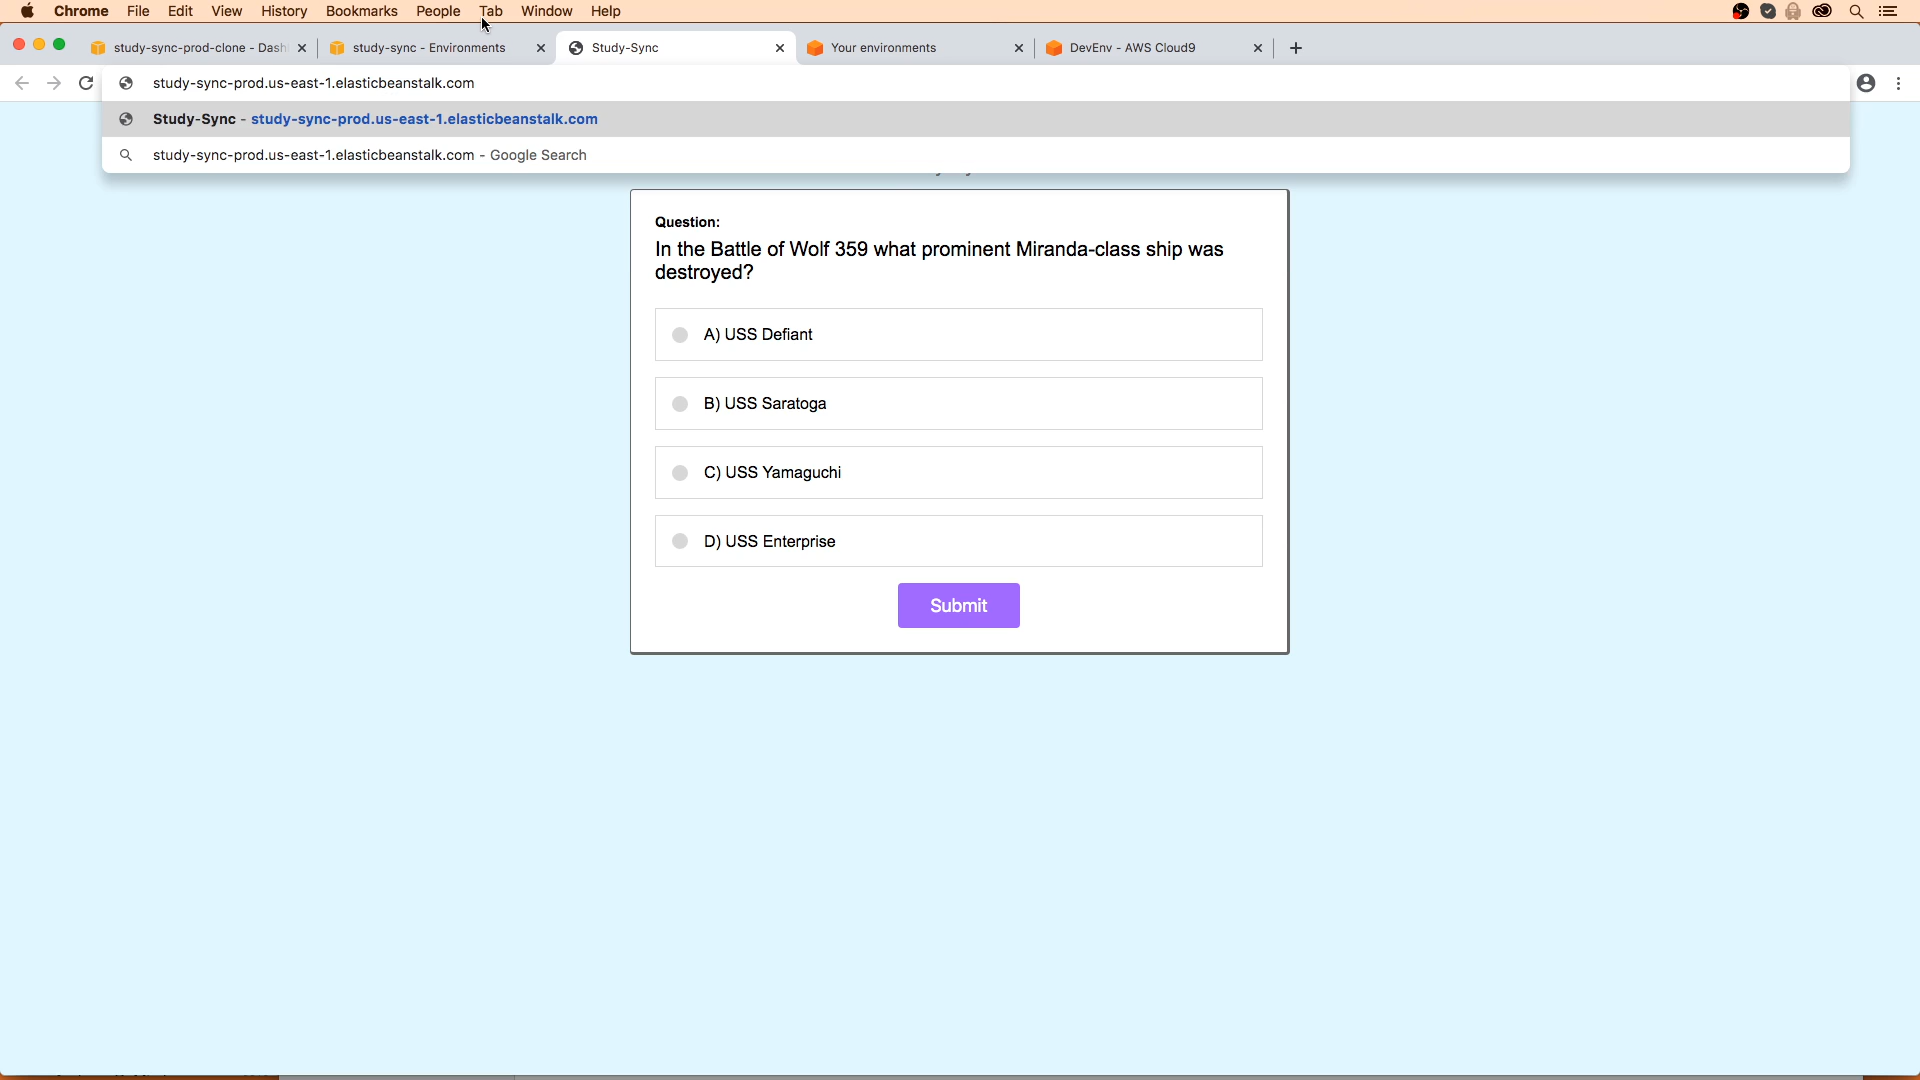 Chrome File Edit View History Bookmarks People Tab Window Help
study-sync-prod-clone - Dash study-sync - Environments Study-Sync Your environments DevEnv - AWS Cloud9
study-sync-prod.us-east-1.elasticbeanstalk.com
Study-Sync - study-sync-prod.us-east-1.elasticbeanstalk.com
study-sync-prod.us-east-1.elasticbeanstalk.com - Google Search
Question:
In the Battle of Wolf 359 what prominent Miranda-class ship was
destroyed?
A) USS Defiant
B) USS Saratoga
C) USS Yamaguchi
D) USS Enterprise
Submit